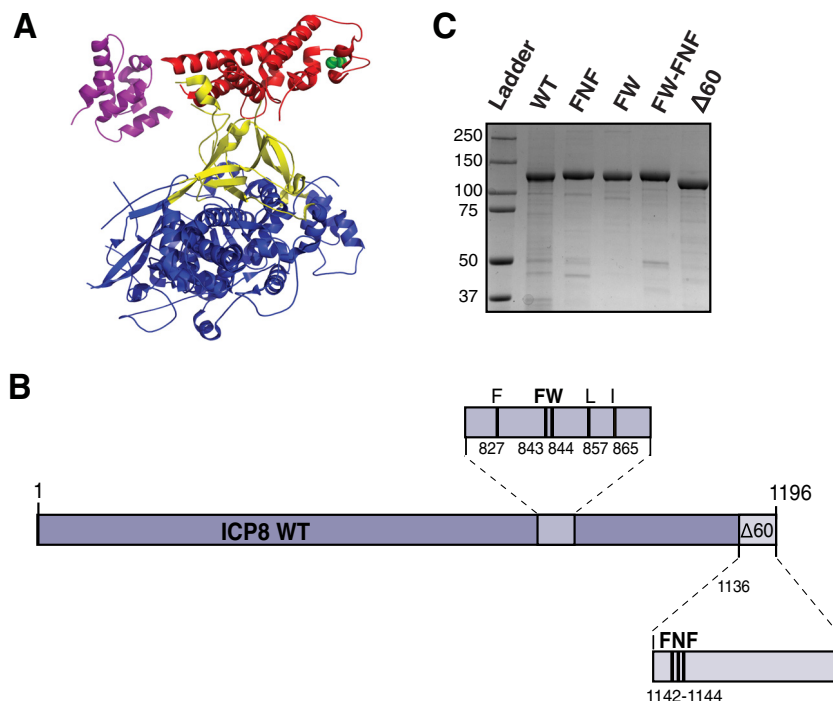 A
C
Ladder
WT
FNF
FW
FW-FNF
Δ60
250
150
100
75
50
37
B
F FW L I
827 843 844 857 865
1 1196
ICP8 WT Δ60
1136
FNF
1142-1144